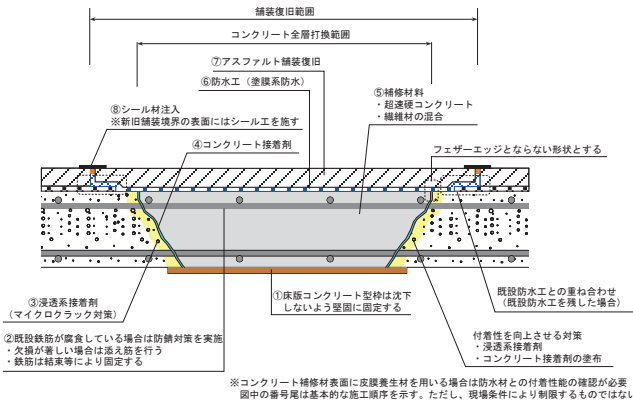 舗装復旧範囲
コンクリート全層打換範囲
⑦アスファルト舗装復旧
⑥防水工（塗膜系防水）
⑤補修材料
・超速硬コンクリート
・繊維材の混合
⑧シール材注入
※新旧舗装境界の表面にはシール工を施す
④コンクリート接着剤
フェザーエッジとならない形状とする
③浸透系接着剤
（マイクロクラック対策）
①床版コンクリート型枠は沈下
しないよう堅固に固定する
既設防水工との重ね合わせ
（既設防水工を残した場合）
②既設鉄筋が腐食している場合は防錆対策を実施
・欠損が著しい場合は添え筋を行う
・鉄筋は結束等により固定する
付着性を向上させる対策
・浸透系接着剤
・コンクリート接着剤の塗布
※コンクリート補修材表面に皮膜養生材を用いる場合は防水材との付着性能の確認が必要
図中の番号尾は基本的な施工順序を示す。ただし、現場条件により制限するものではない